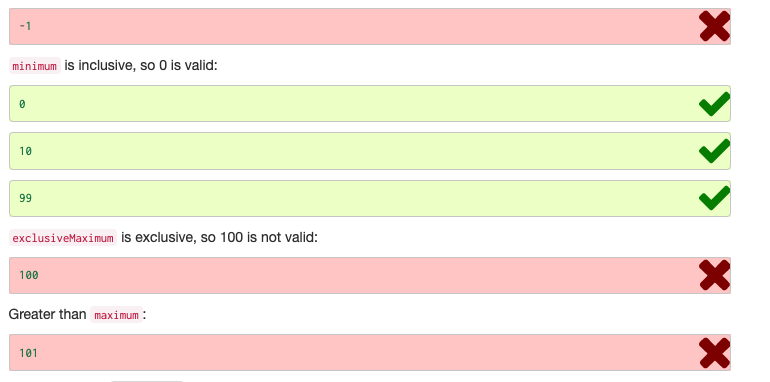 -1
minimum is inclusive, so 0 is valid:
0
10
99
exclusiveMaximum is exclusive, so 100 is not valid:
100
Greater than maximum:
101